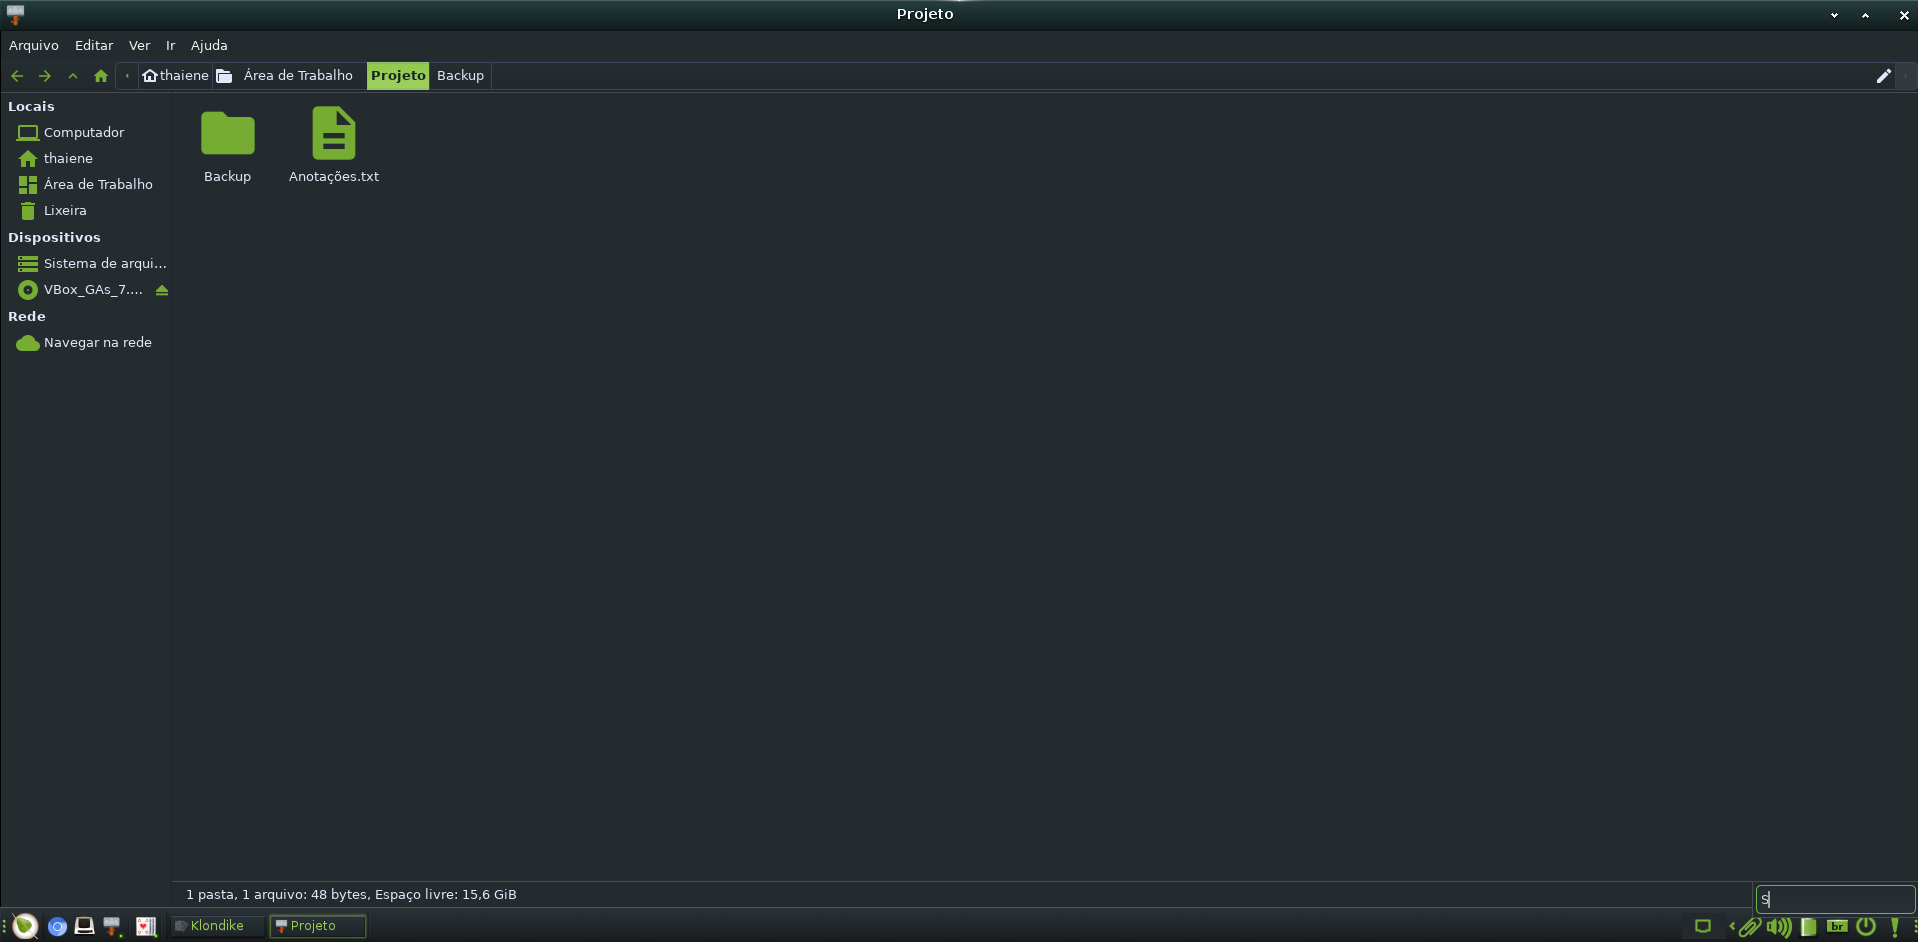 Projeto
Arquivo Editar Ver Ir Ajuda
thaiene Área de Trabalho Projeto Backup
Locais
Computador
thaiene
Área de Trabalho
Lixeira
Dispositivos
Sistema de arqui...
VBox_GAs_7....
Rede
Navegar na rede
Backup
Anotações.txt
1 pasta, 1 arquivo: 48 bytes, Espaço livre: 15,6 GiB
s
Klondike
Projeto
br